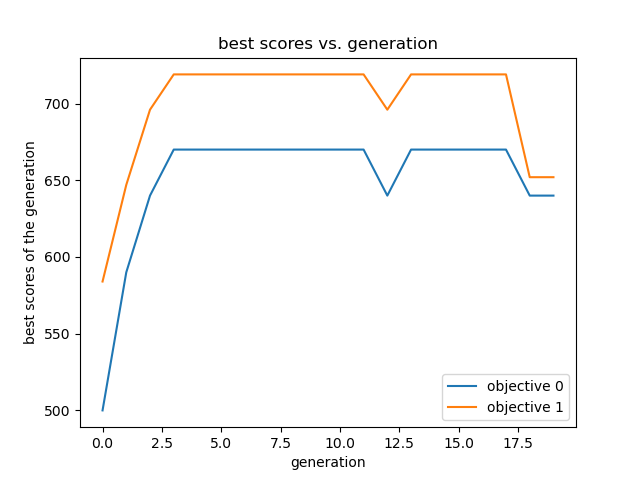 best scores vs. generation
best scores of the generation
700
650
600
550
500
0.0 2.5 5.0 7.5 10.0 12.5 15.0 17.5
generation
objective 0
objective 1